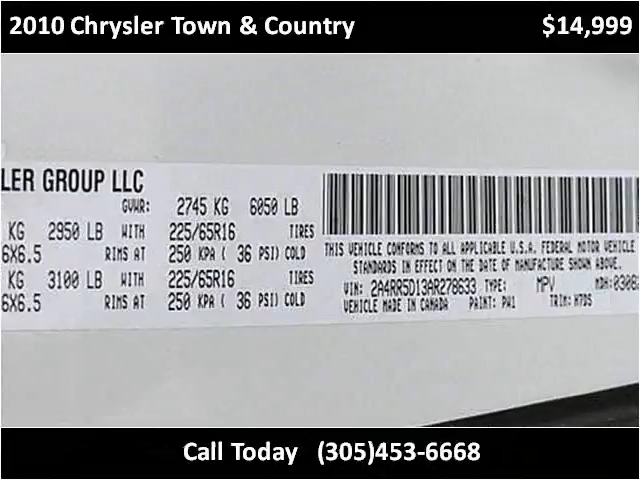 2010 Chrysler Town & Country $14,999
LER GROUP LLC
GVWR: 2745 KG 6050 LB
KG 2950 LB WITH 225/65R16 TIRES
6X6.5 RIMS AT 250 KPA ( 36 PSI) COLD
KG 3100 LB WITH 225/65R16 TIRES
6X6.5 RIMS AT 250 KPA ( 36 PSI) COLD
THIS VEHICLE CONFORMS TO ALL APPLICABLE U.S.A. FEDERAL MOTOR VEHICLE
STANDARDS IN EFFECT ON THE DATE OF MANUFACTURE SHOWN ABOVE.
VIN: 2A4RR5D13AR278633 TYPE: MPV MDH:0308
VEHICLE MADE IN CANADA PAINT: PW1 TRIM: H7DS
Call Today (305)453-6668